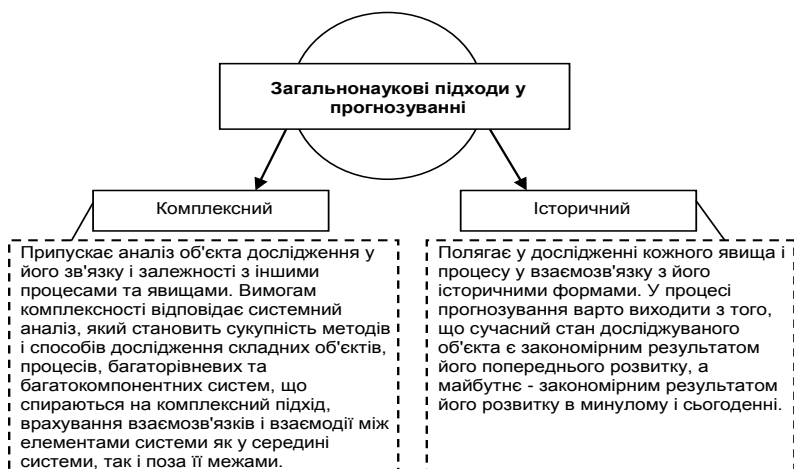 Загальнонаукові підходи у
прогнозуванні
Комплексний
Історичний
Припускає аналіз об'єкта дослідження у
його зв'язку і залежності з іншими
процесами та явищами. Вимогам
комплексності відповідає системний
аналіз, який становить сукупність методів
і способів дослідження складних об'єктів,
процесів, багаторівневих та
багатокомпонентних систем, що
спираються на комплексний підхід,
врахування взаємозв'язків і взаємодії між
елементами системи як у середині
системи, так і поза її межами.
Полягає у дослідженні кожного явища і
процесу у взаємозв'язку з його
історичними формами. У процесі
прогнозування варто виходити з того,
що сучасний стан досліджуваного
об'єкта є закономірним результатом
його попереднього розвитку, а
майбутнє - закономірним результатом
його розвитку в минулому і сьогоденні.